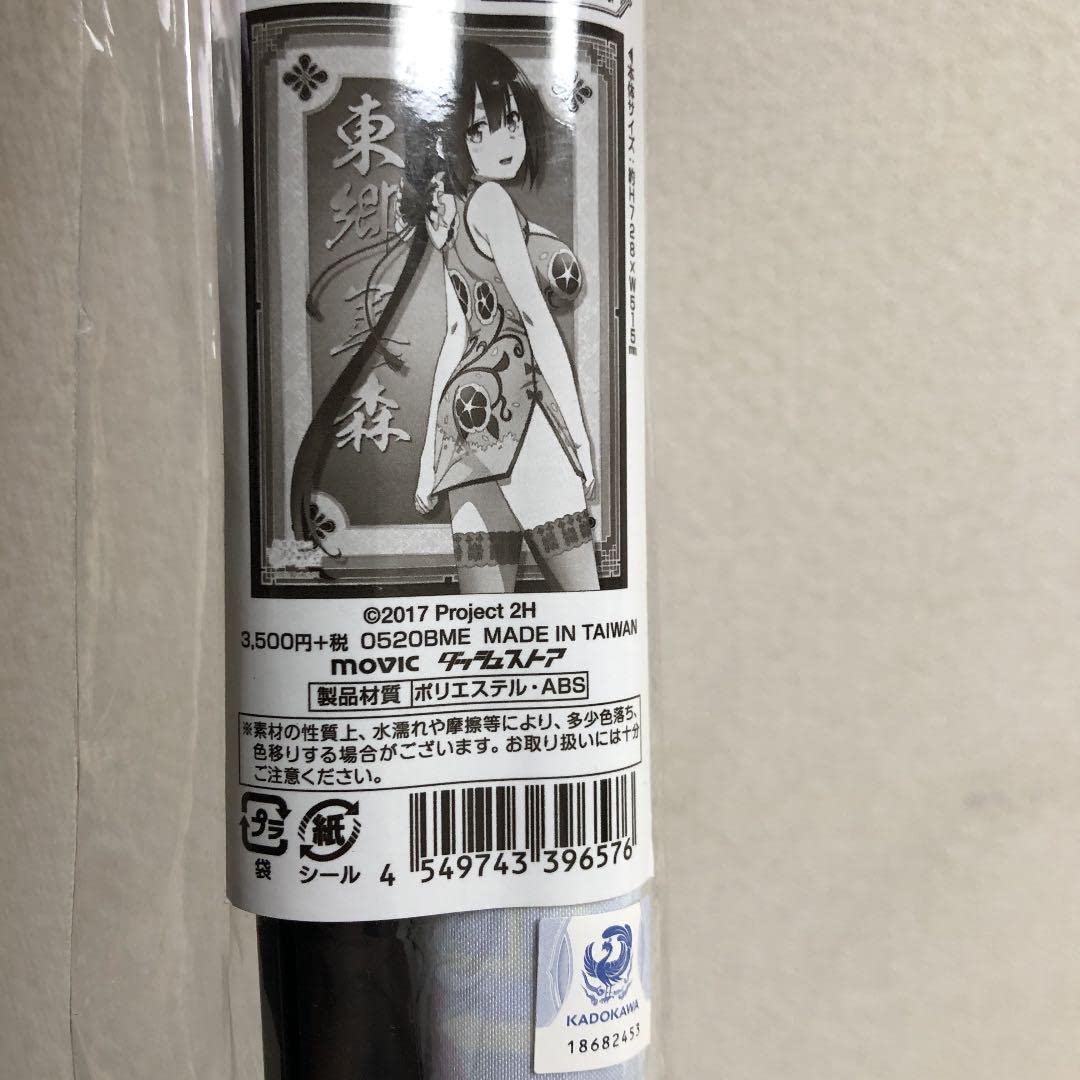 東郷美森
▲本体サイズ:約H728×W515m
©2017 Project 2H
3,500円+税 0520BME MADE IN TAIWAN
movic ダッシュストア
製品材質 ポリエステル・ABS
※素材の性質上、水濡れや摩擦等により、多少色落ち、
色移りする場合がございます。お取り扱いには十分
ご注意ください。
プラ 紙
袋 シール
4 549743 396576
KADOKAWA
18682453